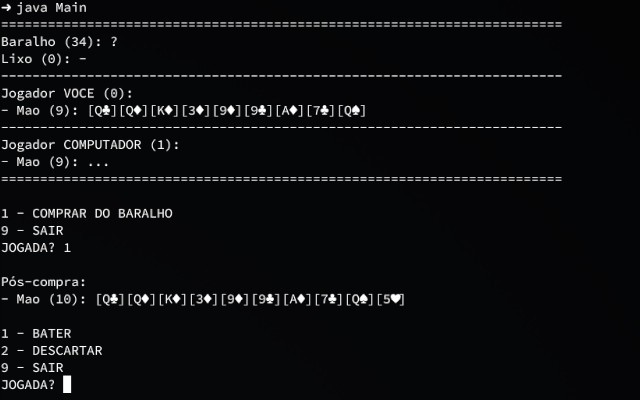 ➜ java Main
========================================================================
Baralho (34): ?
Lixo (0): -
------------------------------------------------------------------------
Jogador VOCE (0):
- Mao (9): [Q♣][Q♦][K♦][3♦][9♦][9♣][A♦][7♣][Q♠]
------------------------------------------------------------------------
Jogador COMPUTADOR (1):
- Mao (9): ...
========================================================================
1 - COMPRAR DO BARALHO
9 - SAIR
JOGADA? 1
Pós-compra:
- Mao (10): [Q♣][Q♦][K♦][3♦][9♦][9♣][A♦][7♣][Q♠][5♥]
1 - BATER
2 - DESCARTAR
9 - SAIR
JOGADA?